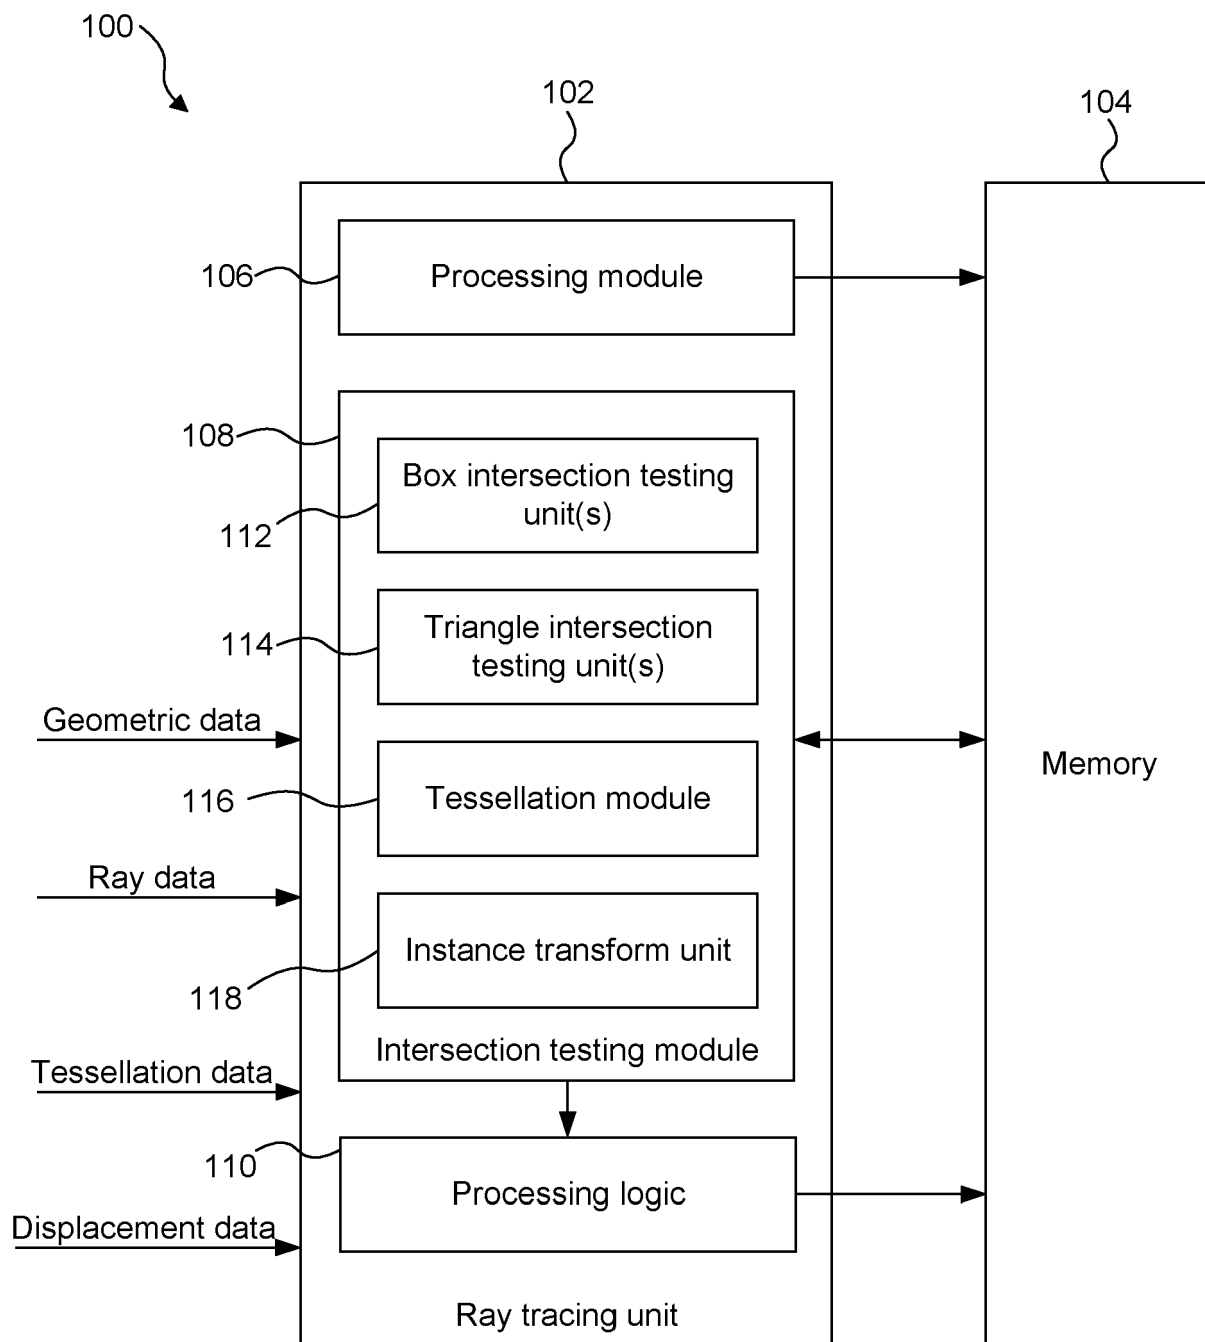 100
102
104
106
Processing module
108
Box intersection testing
unit(s)
112
Triangle intersection
testing unit(s)
114
Geometric data
Memory
116
Tessellation module
Ray data
Instance transform unit
118
Intersection testing module
Tessellation data
110
Processing logic
Displacement data
Ray tracing unit